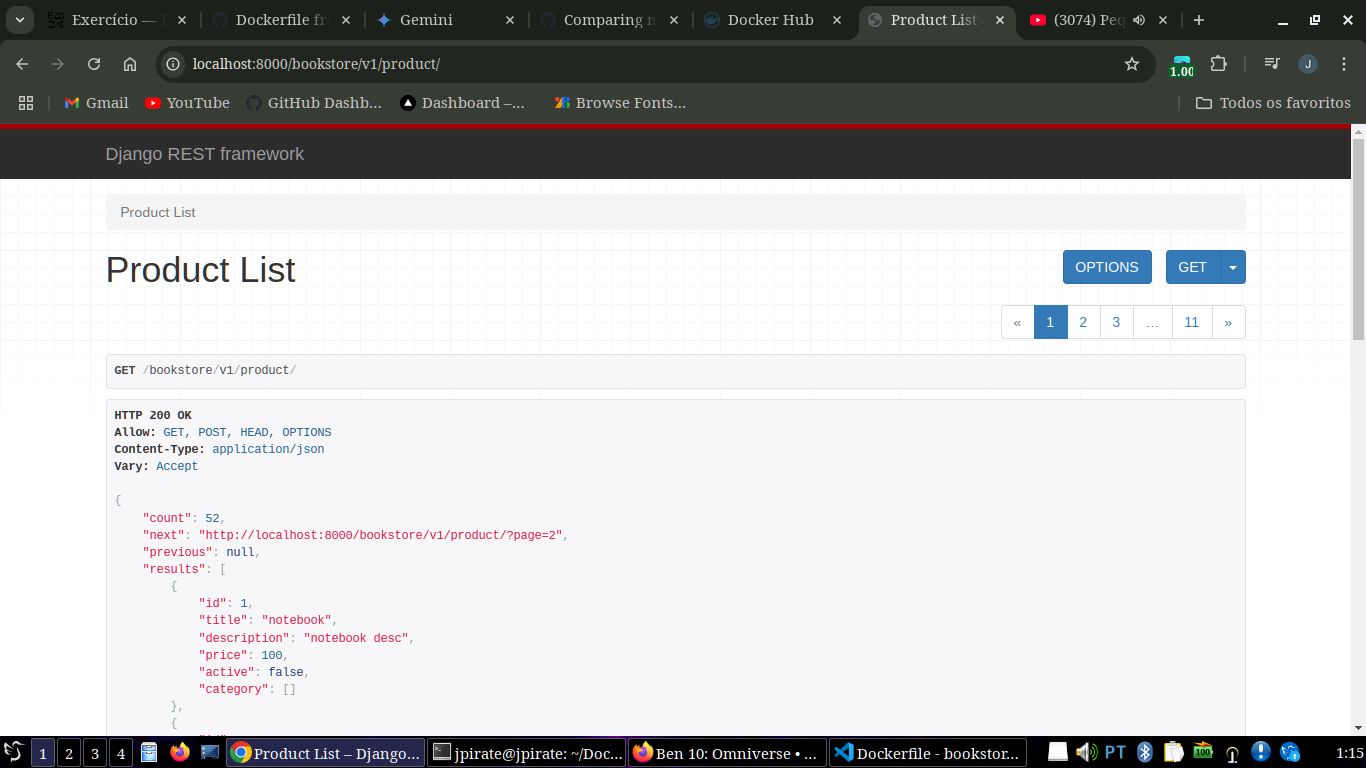 Exercício —
Dockerfile fr
Gemini
Comparing m
Docker Hub
Product List
(3074) Peq
localhost:8000/bookstore/v1/product/
1.00
J
Gmail
YouTube
GitHub Dashb...
Dashboard –...
Browse Fonts...
Todos os favoritos
Django REST framework
Product List
Product List
OPTIONS
GET
« 1 2 3 … 11 »
GET /bookstore/v1/product/
HTTP 200 OK
Allow: GET, POST, HEAD, OPTIONS
Content-Type: application/json
Vary: Accept
{
"count": 52,
"next": "http://localhost:8000/bookstore/v1/product/?page=2",
"previous": null,
"results": [
{
"id": 1,
"title": "notebook",
"description": "notebook desc",
"price": 100,
"active": false,
"category": []
},
{
1 2 3 4
Product List – Django...
jpirate@jpirate: ~/Doc...
Ben 10: Omniverse • ...
Dockerfile - bookstor...
PT
100
1:15